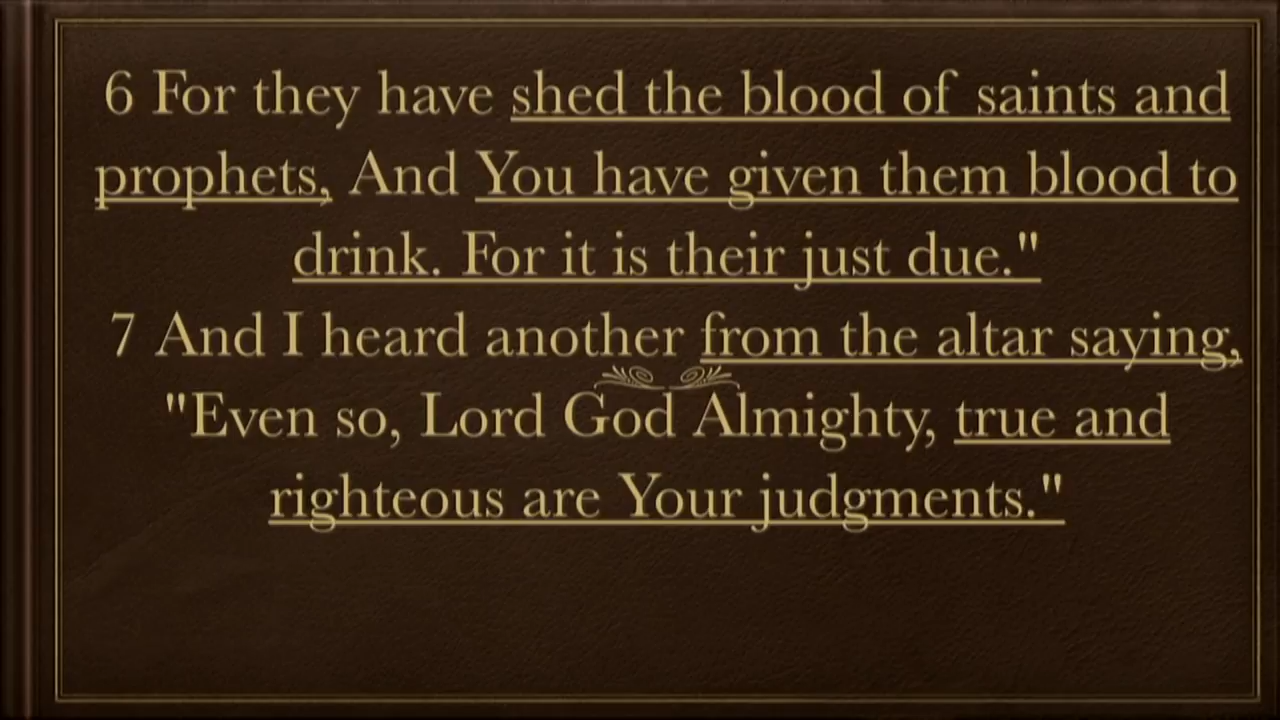 6 For they have shed the blood of saints and
prophets, And You have given them blood to
drink. For it is their just due."
7 And I heard another from the altar saying,
"Even so, Lord God Almighty, true and
righteous are Your judgments."